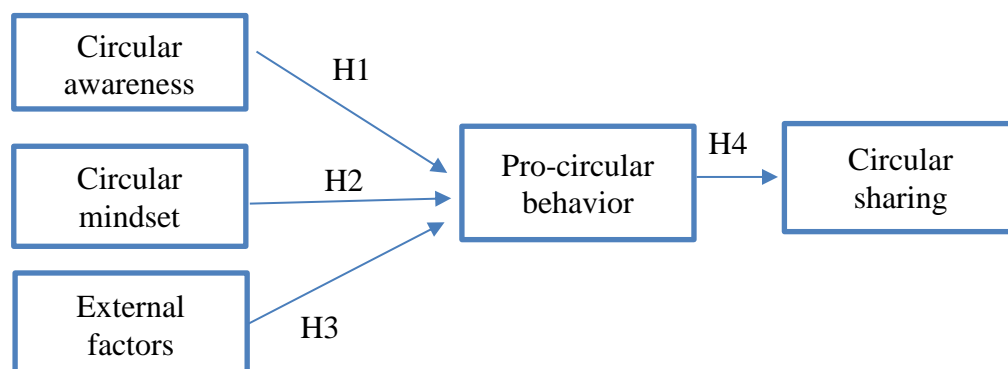 Circular
awareness
H1
Circular
mindset
H2
External
factors
H3
Pro-circular
behavior
H4
Circular
sharing